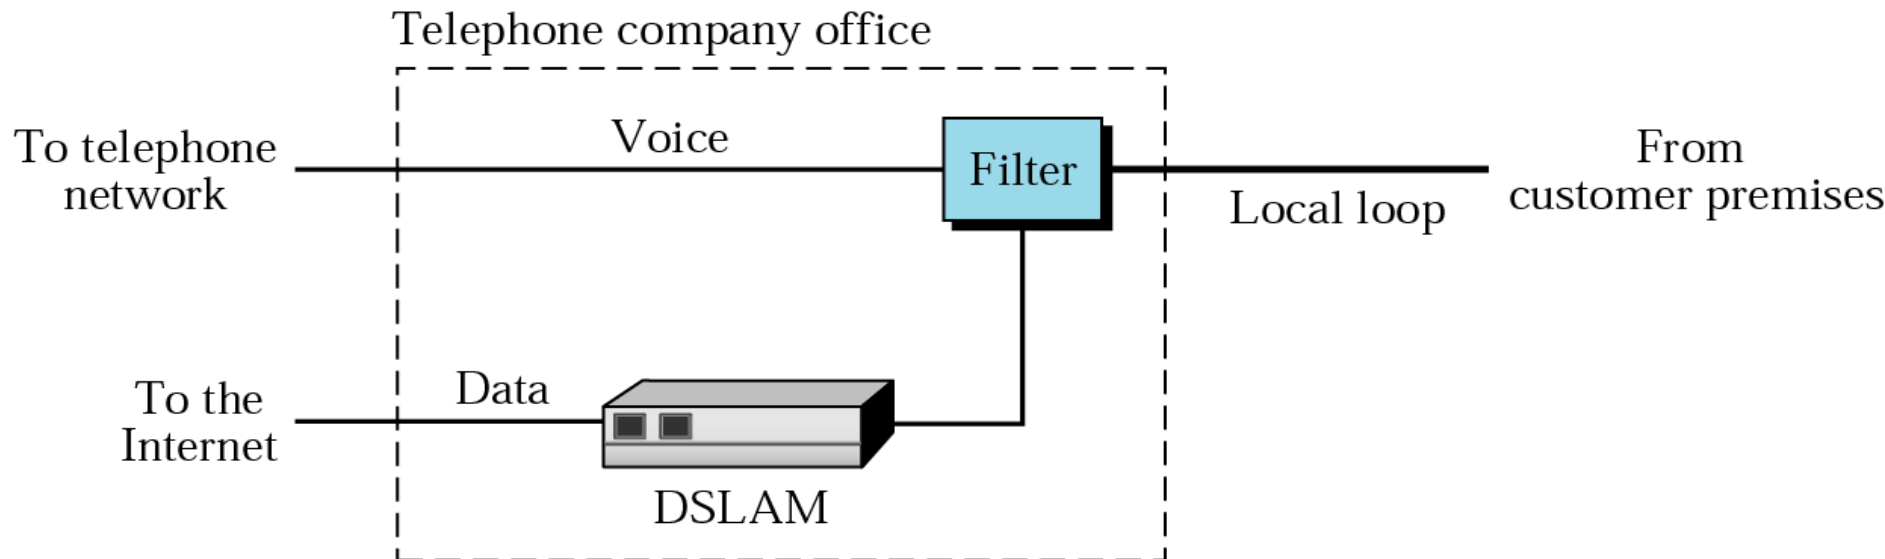 Telephone company office
To telephone
network
Voice
Filter
Local loop
From
customer premises
To the
Internet
Data
DSLAM